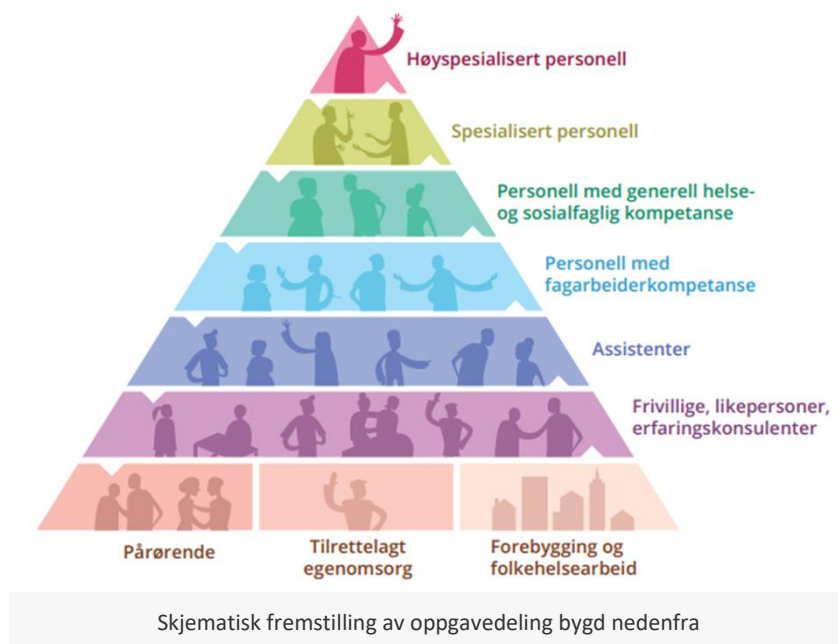 Høyspesialisert personell
Spesialisert personell
Personell med generell helse-
og sosialfaglig kompetanse
Personell med
fagarbeiderkompetanse
Assistenter
Frivillige, likepersoner,
erfaringskonsulenter
Pårørende
Tilrettelagt
egenomsorg
Forebygging og
folkehelsearbeid
Skjematisk fremstilling av oppgavedeling bygd nedenfra